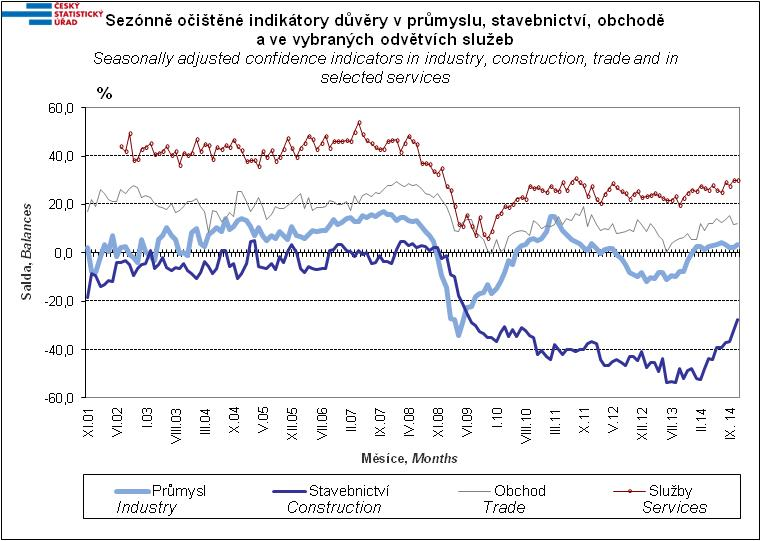 ČESKÝ
STATISTICKÝ
ÚŘAD
Sezónně očištěné indikátory důvěry v průmyslu, stavebnictví, obchodě
a ve vybraných odvětvích služeb
Seasonally adjusted confidence indicators in industry, construction, trade and in
selected services
%
60,0
40,0
20,0
0,0
-20,0
-40,0
-60,0
Salda, Balances
XI.01
VI.02
I.03
VIII.03
III.04
X.04
V.05
XII.05
VII.06
II.07
IX.07
IV.08
XI.08
VI.09
I.10
VIII.10
III.11
X.11
V.12
XII.12
VII.13
II.14
IX.14
Měsíce, Months
Průmysl Stavebnictví Obchod Služby
Industry Construction Trade Services